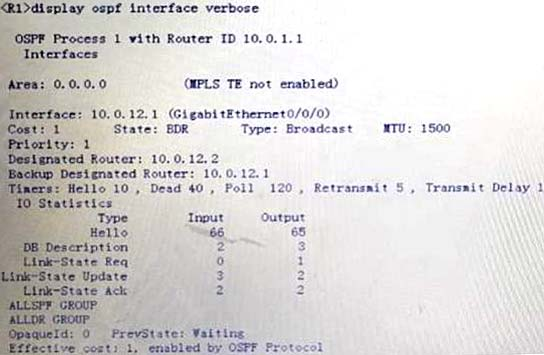 <R1>display ospf interface verbose
OSPF Process 1 with Router ID 10.0.1.1
Interfaces
Area: 0.0.0.0 (MPLS TE not enabled)
Interface: 10.0.12.1 (GigabitEthernet0/0/0)
Cost: 1 State: BDR Type: Broadcast MTU: 1500
Priority: 1
Designated Router: 10.0.12.2
Backup Designated Router: 10.0.12.1
Timers: Hello 10 , Dead 40 , Poll 120 , Retransmit 5 , Transmit Delay 1
IO Statistics
Type Input Output
Hello 66 65
DB Description 2 3
Link-State Req 0 1
Link-State Update 3 2
Link-State Ack 2 2
ALLSPF GROUP
ALLDR GROUP
OpaqueId: 0 PrevState: Waiting
Effective cost: 1, enabled by OSPF Protocol